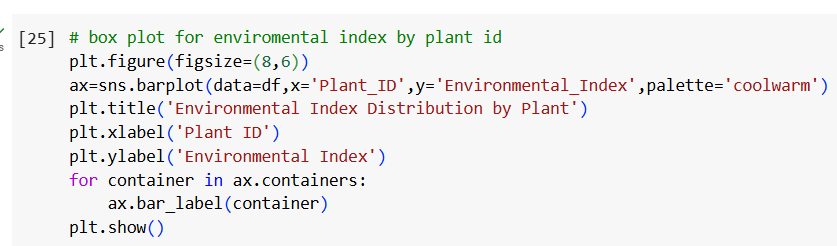 [25] # box plot for enviromental index by plant id
plt.figure(figsize=(8,6))
ax=sns.barplot(data=df,x='Plant_ID',y='Environmental_Index',palette='coolwarm')
plt.title('Environmental Index Distribution by Plant')
plt.xlabel('Plant ID')
plt.ylabel('Environmental Index')
for container in ax.containers:
    ax.bar_label(container)
plt.show()